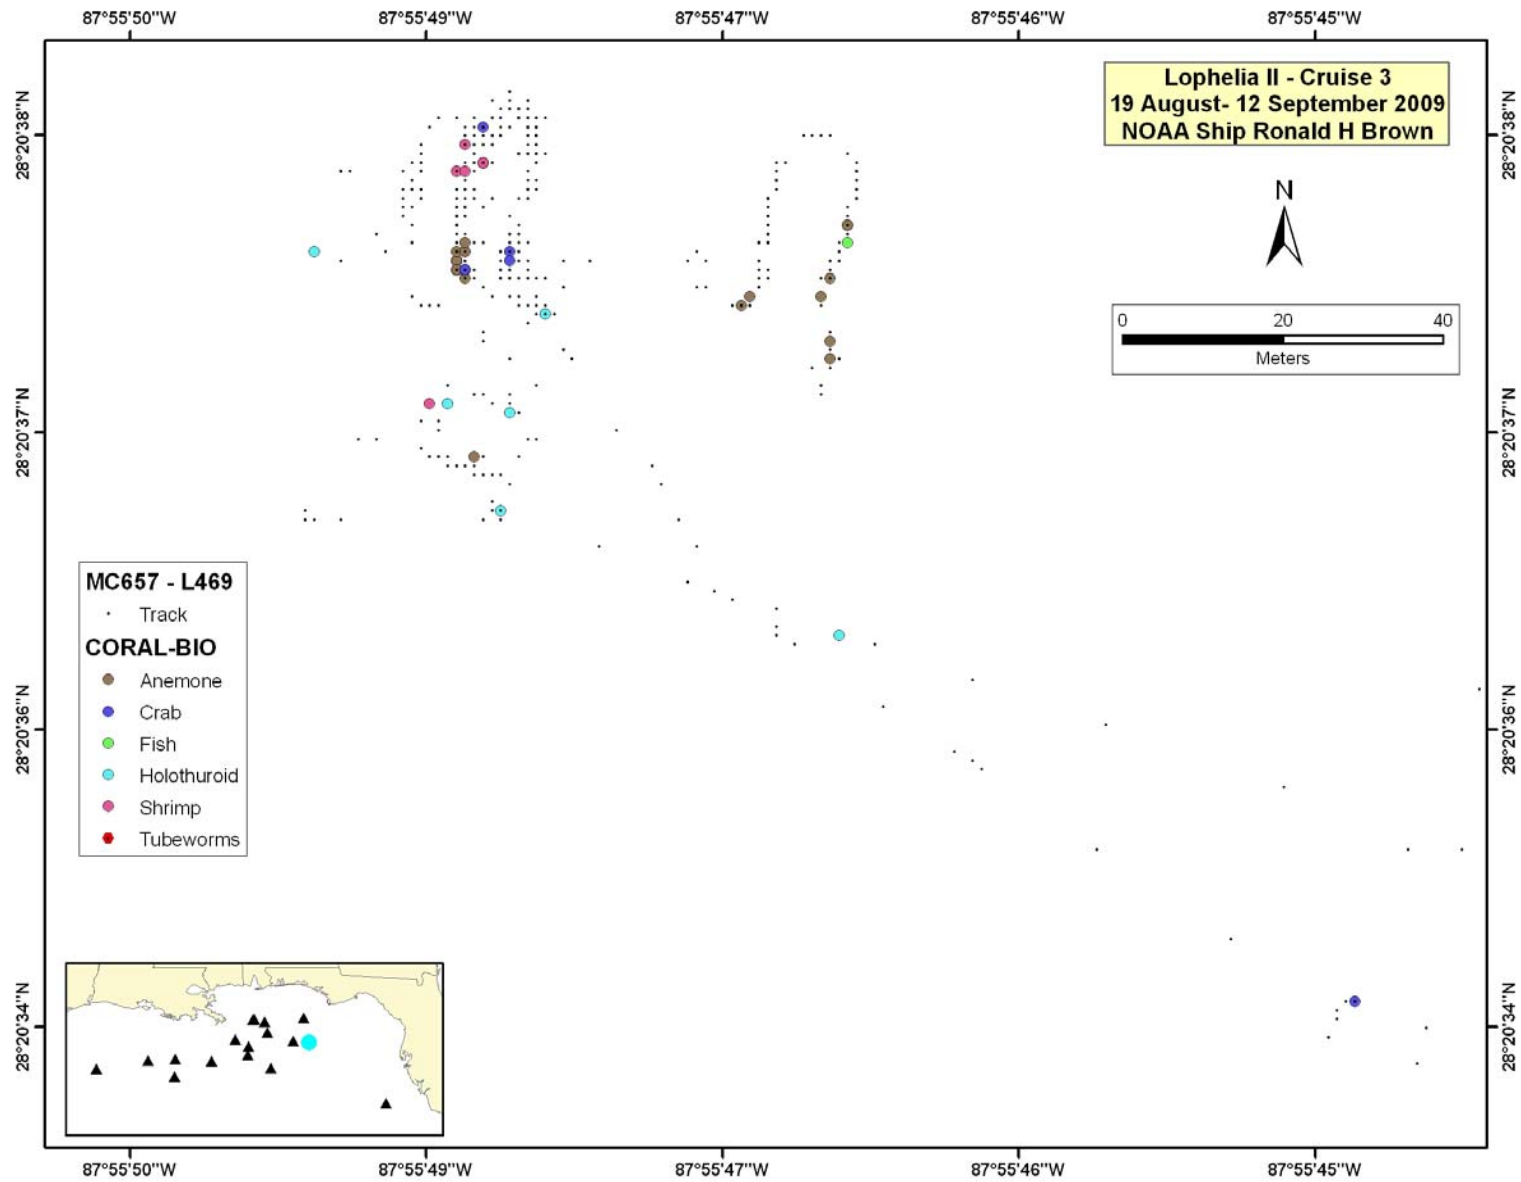 87°55'50"W 87°55'49"W 87°55'47"W 87°55'46"W 87°55'45"W
Lophelia II - Cruise 3
19 August- 12 September 2009
NOAA Ship Ronald H Brown
28°20'38"N 28°20'38"N
N
0 20 40
Meters
28°20'37"N 28°20'37"N
MC657 - L469
Track
CORAL-BIO
Anemone
Crab
Fish
Holothuroid
Shrimp
Tubeworms
28°20'36"N 28°20'36"N
28°20'34"N 28°20'34"N
87°55'50"W 87°55'49"W 87°55'47"W 87°55'46"W 87°55'45"W